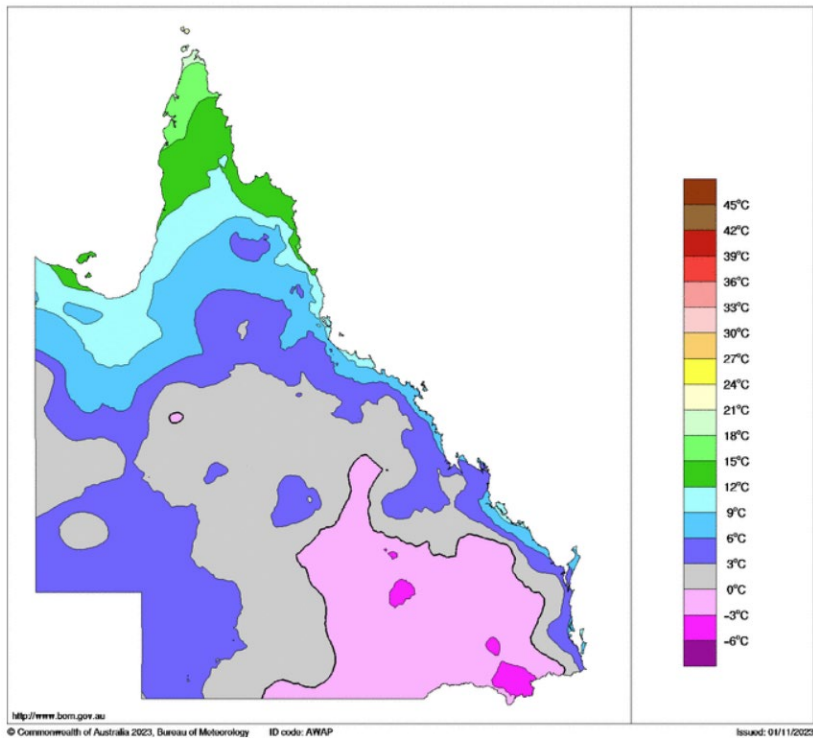 45°C
42°C
39°C
36°C
33°C
30°C
27°C
24°C
21°C
18°C
15°C
12°C
9°C
6°C
3°C
0°C
-3°C
-6°C
http://www.bom.gov.au
© Commonwealth of Australia 2023, Bureau of Meteorology ID code: AWAP Issued: 01/11/2023